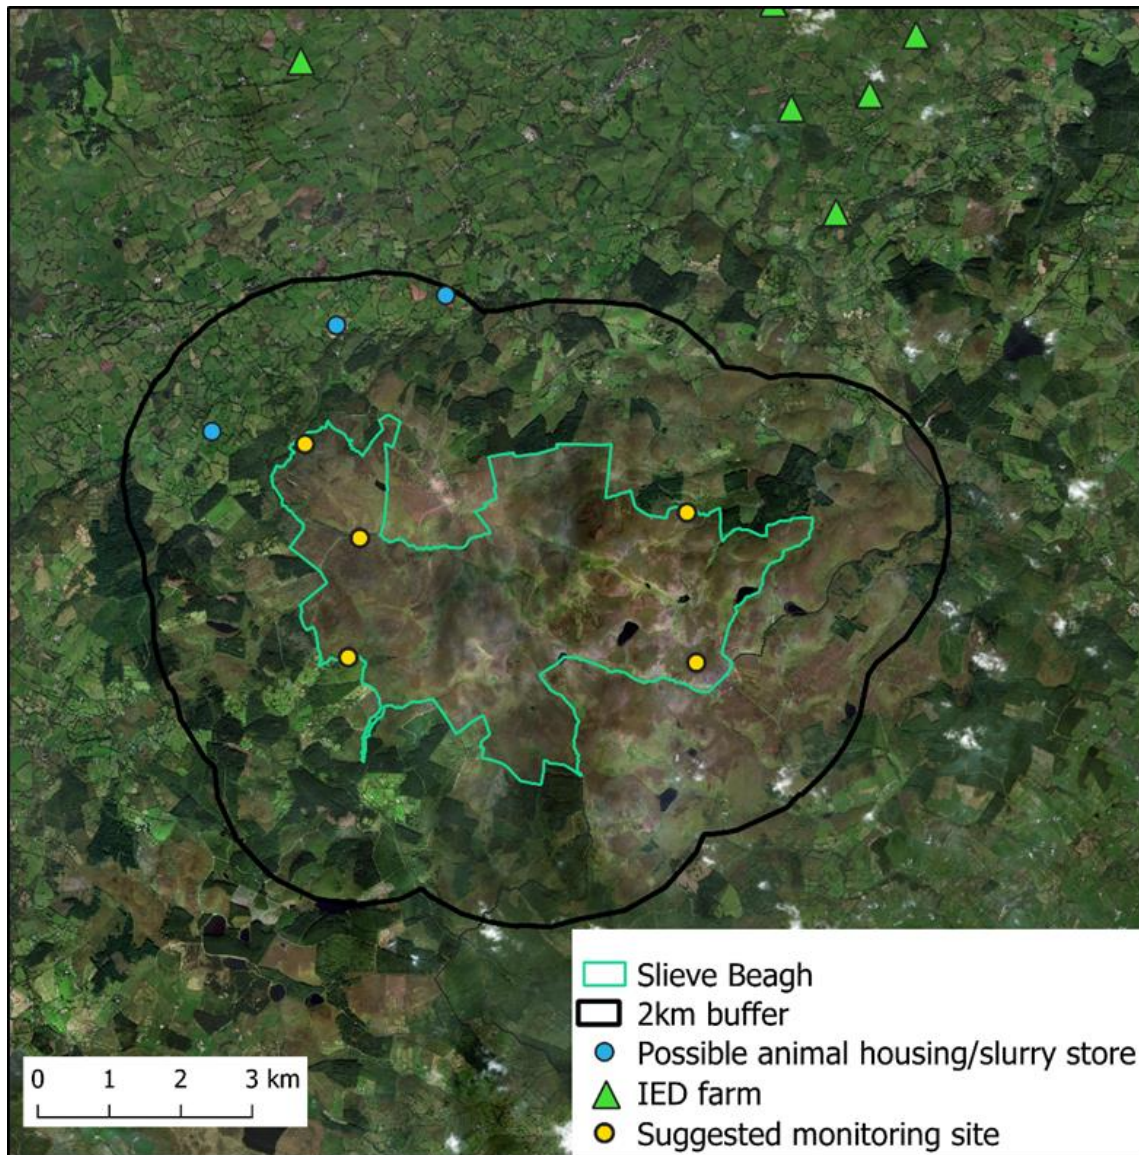 Slieve Beagh
2km buffer
Possible animal housing/slurry store
IED farm
Suggested monitoring site
0 1 2 3 km